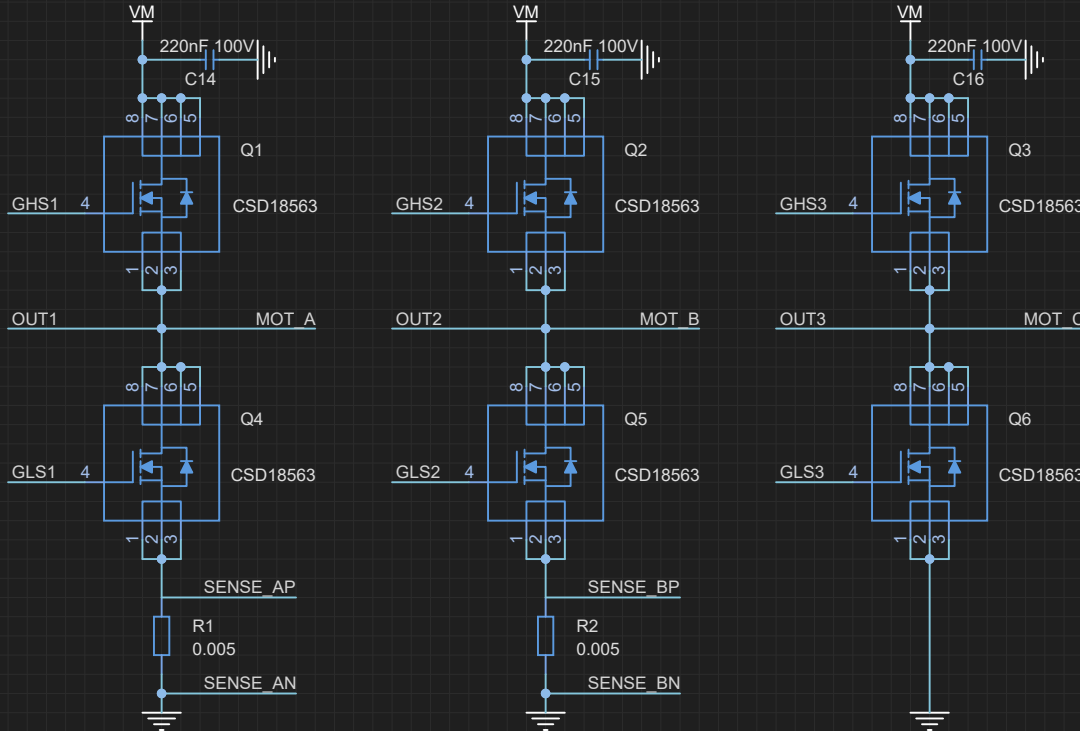 VM
220nF 100V
C14
8 7 6 5
Q1
GHS1 4
CSD18563
1 2 3
OUT1
MOT_A
8 7 6 5
Q4
GLS1 4
CSD18563
1 2 3
SENSE_AP
R1
0.005
SENSE_AN
VM
220nF 100V
C15
8 7 6 5
Q2
GHS2 4
CSD18563
1 2 3
OUT2
MOT_B
8 7 6 5
Q5
GLS2 4
CSD18563
1 2 3
SENSE_BP
R2
0.005
SENSE_BN
VM
220nF 100V
C16
8 7 6 5
Q3
GHS3 4
CSD18563
1 2 3
OUT3
MOT_C
8 7 6 5
Q6
GLS3 4
CSD18563
1 2 3